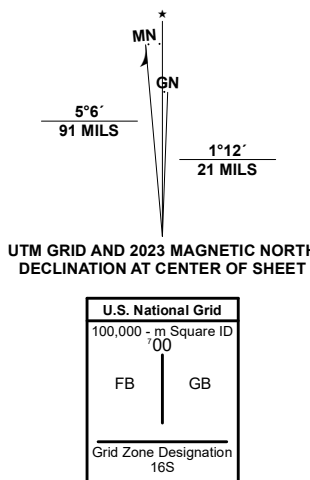 ★
MN
GN
5°6´
91 MILS
1°12´
21 MILS
UTM GRID AND 2023 MAGNETIC NORTH
DECLINATION AT CENTER OF SHEET
U.S. National Grid
100,000 - m Square ID
⁷00
FB GB
Grid Zone Designation
16S